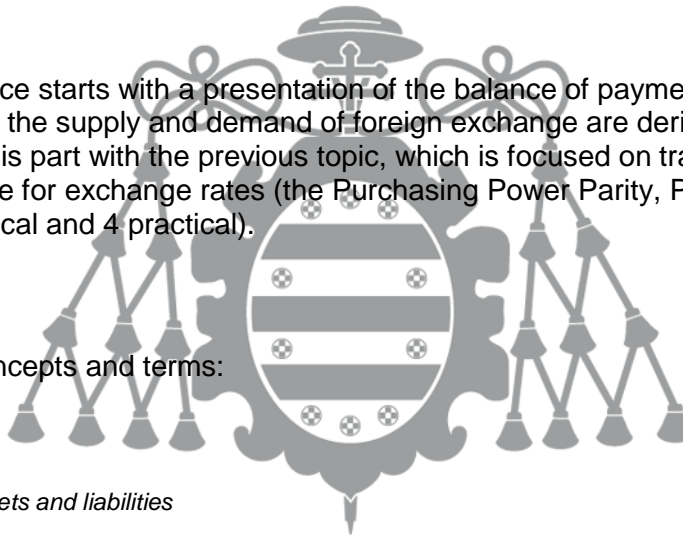 ce starts with a presentation of the balance of payme
the supply and demand of foreign exchange are deri
is part with the previous topic, which is focused on tra
e for exchange rates (the Purchasing Power Parity, P
cal and 4 practical).
ncepts and terms:
ets and liabilities